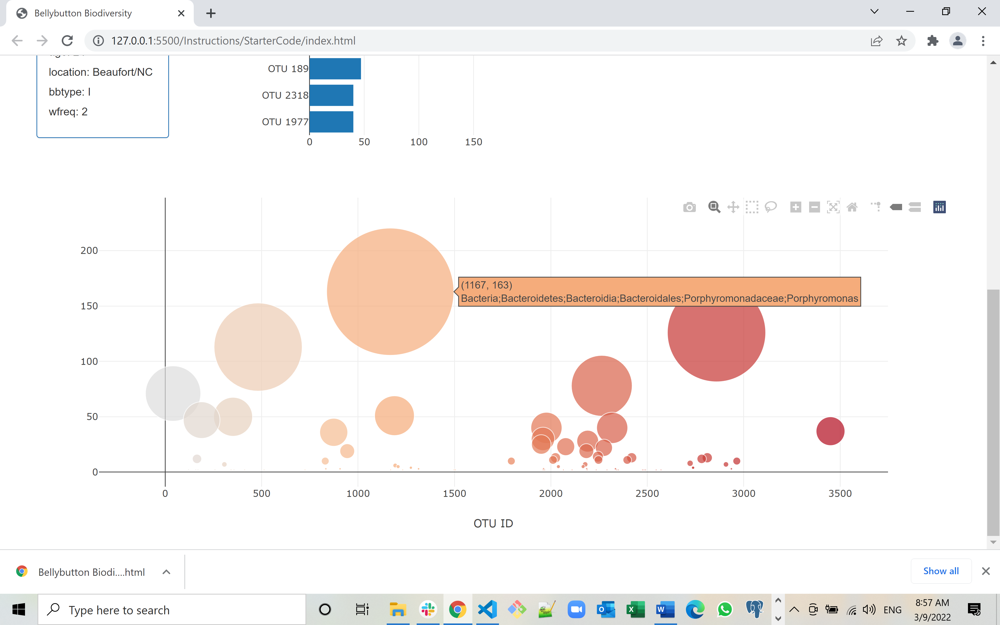 Bellybutton Biodiversity
127.0.0.1:5500/Instructions/StarterCode/index.html
location: Beaufort/NC
bbtype: I
wfreq: 2
OTU 189
OTU 2318
OTU 1977
0 50 100 150
200
150
100
50
0
(1167, 163)
Bacteria;Bacteroidetes;Bacteroidia;Bacteroidales;Porphyromonadaceae;Porphyromonas
0 500 1000 1500 2000 2500 3000 3500
OTU ID
Bellybutton Biodi....html
Show all
Type here to search
ENG
8:57 AM
3/9/2022